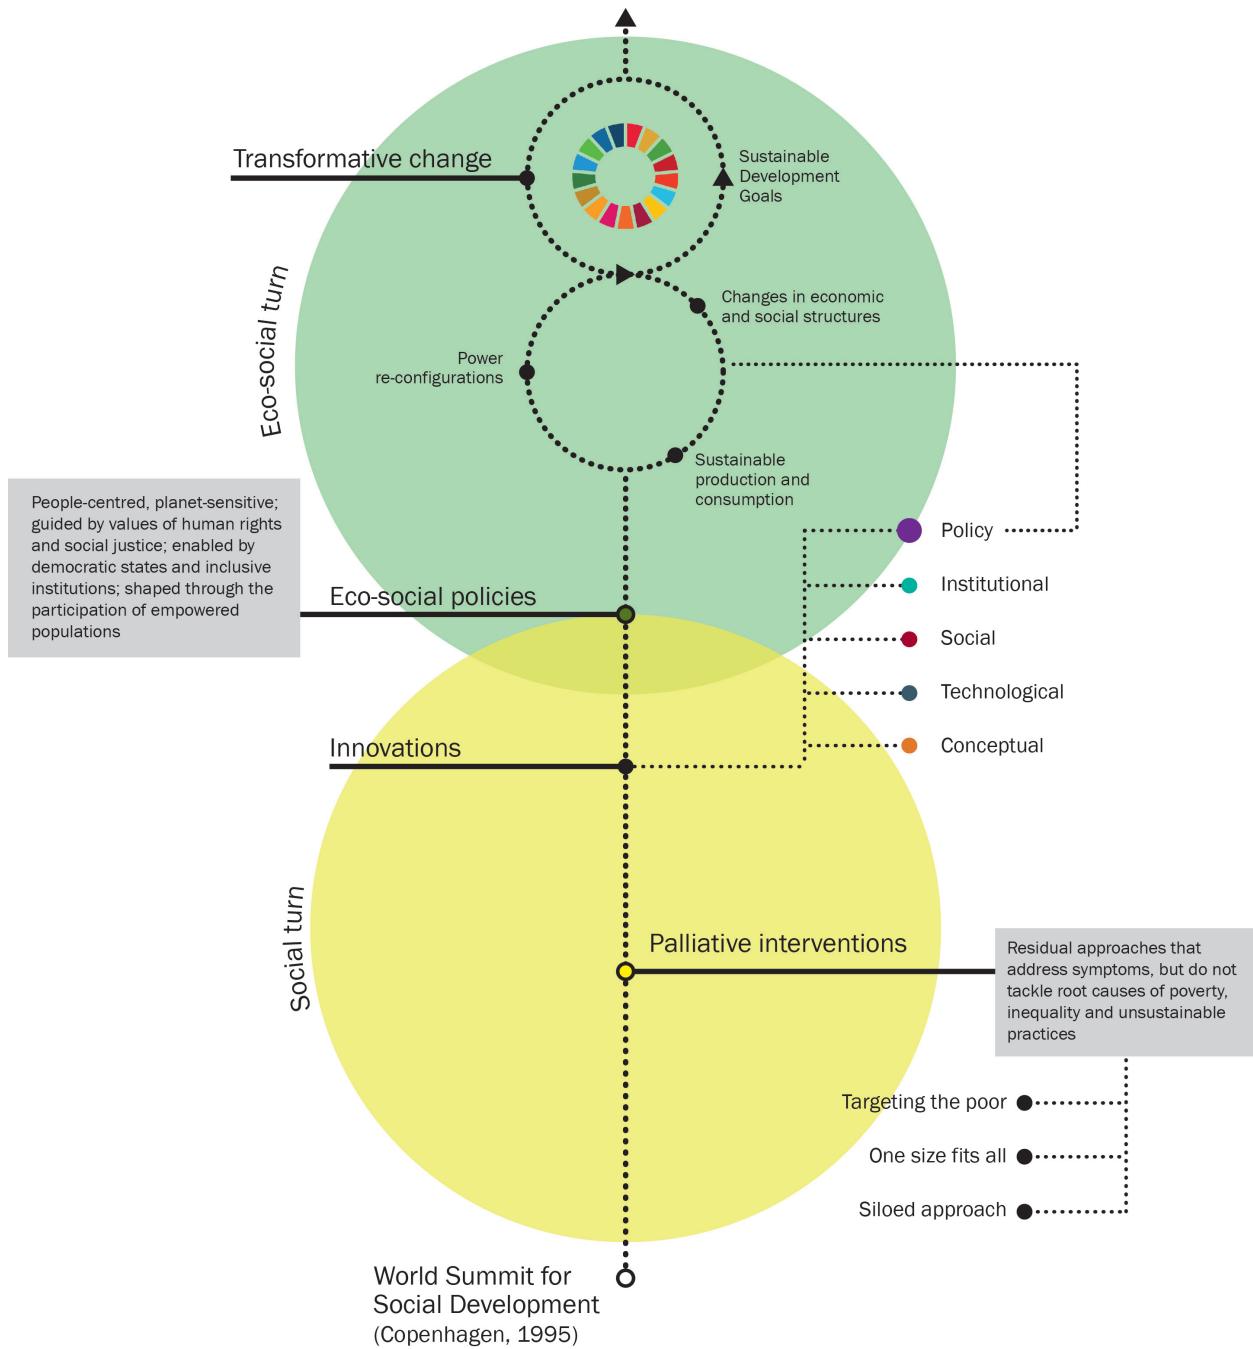 Transformative change
Sustainable
Development
Goals
Eco-social turn
Changes in economic
and social structures
Power
re-configurations
Sustainable
production and
consumption
People-centred, planet-sensitive;
guided by values of human rights
and social justice; enabled by
democratic states and inclusive
institutions; shaped through the
participation of empowered
populations
Eco-social policies
Policy
Institutional
Social
Technological
Conceptual
Innovations
Social turn
Palliative interventions
Residual approaches that
address symptoms, but do not
tackle root causes of poverty,
inequality and unsustainable
practices
Targeting the poor
One size fits all
Siloed approach
World Summit for
Social Development
(Copenhagen, 1995)